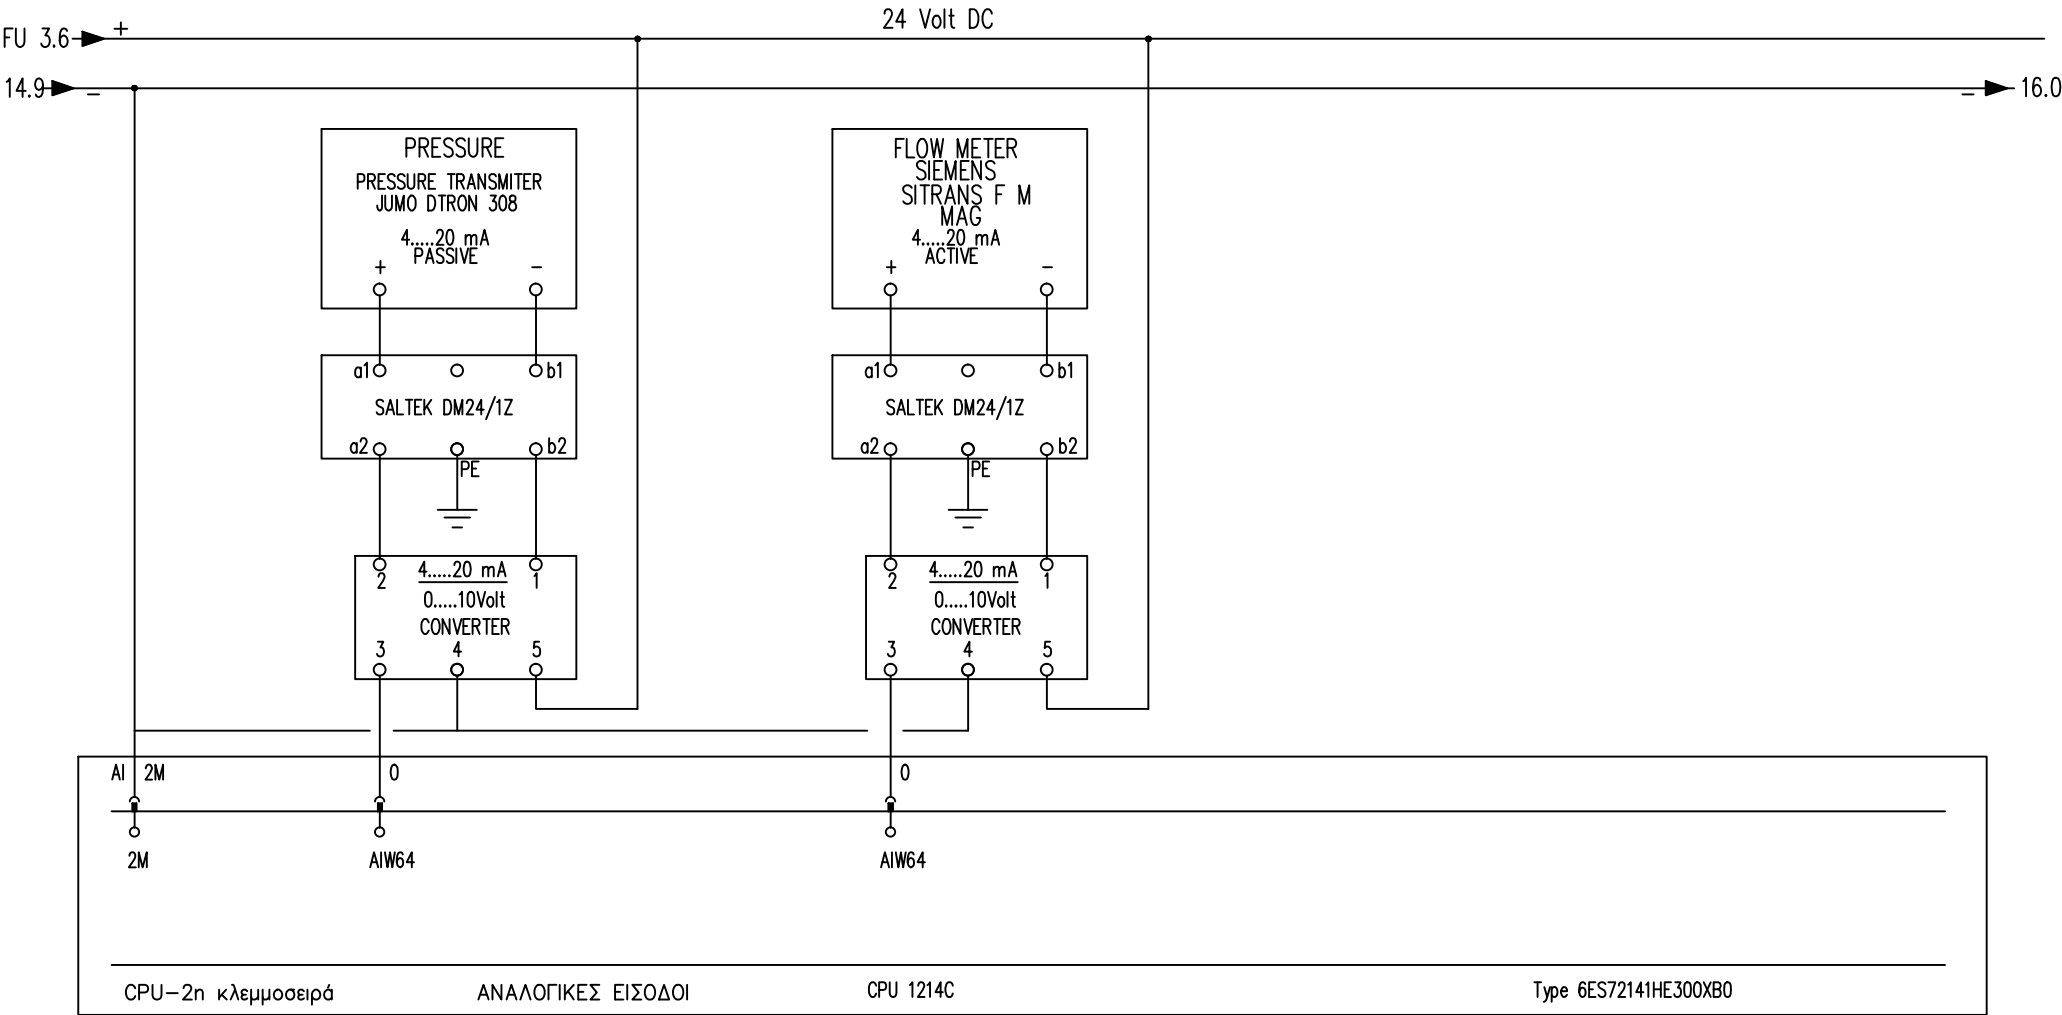 24 Volt DC
FU 3.6 +
14.9 –
– 16.0
PRESSURE
PRESSURE TRANSMITER
JUMO DTRON 308
4.....20 mA
PASSIVE
+ –
a1 b1
SALTEK DM24/1Z
a2 b2
PE
2 4.....20 mA 1
0.....10Volt
CONVERTER
3 4 5
FLOW METER
SIEMENS
SITRANS F M
MAG
4.....20 mA
ACTIVE
+ –
a1 b1
SALTEK DM24/1Z
a2 b2
PE
2 4.....20 mA 1
0.....10Volt
CONVERTER
3 4 5
AI 2M 0 0
2M AIW64 AIW64
CPU–2η κλεμμοσειρά ΑΝΑΛΟΓΙΚΕΣ ΕΙΣΟΔΟΙ CPU 1214C Type 6ES72141HE300XB0